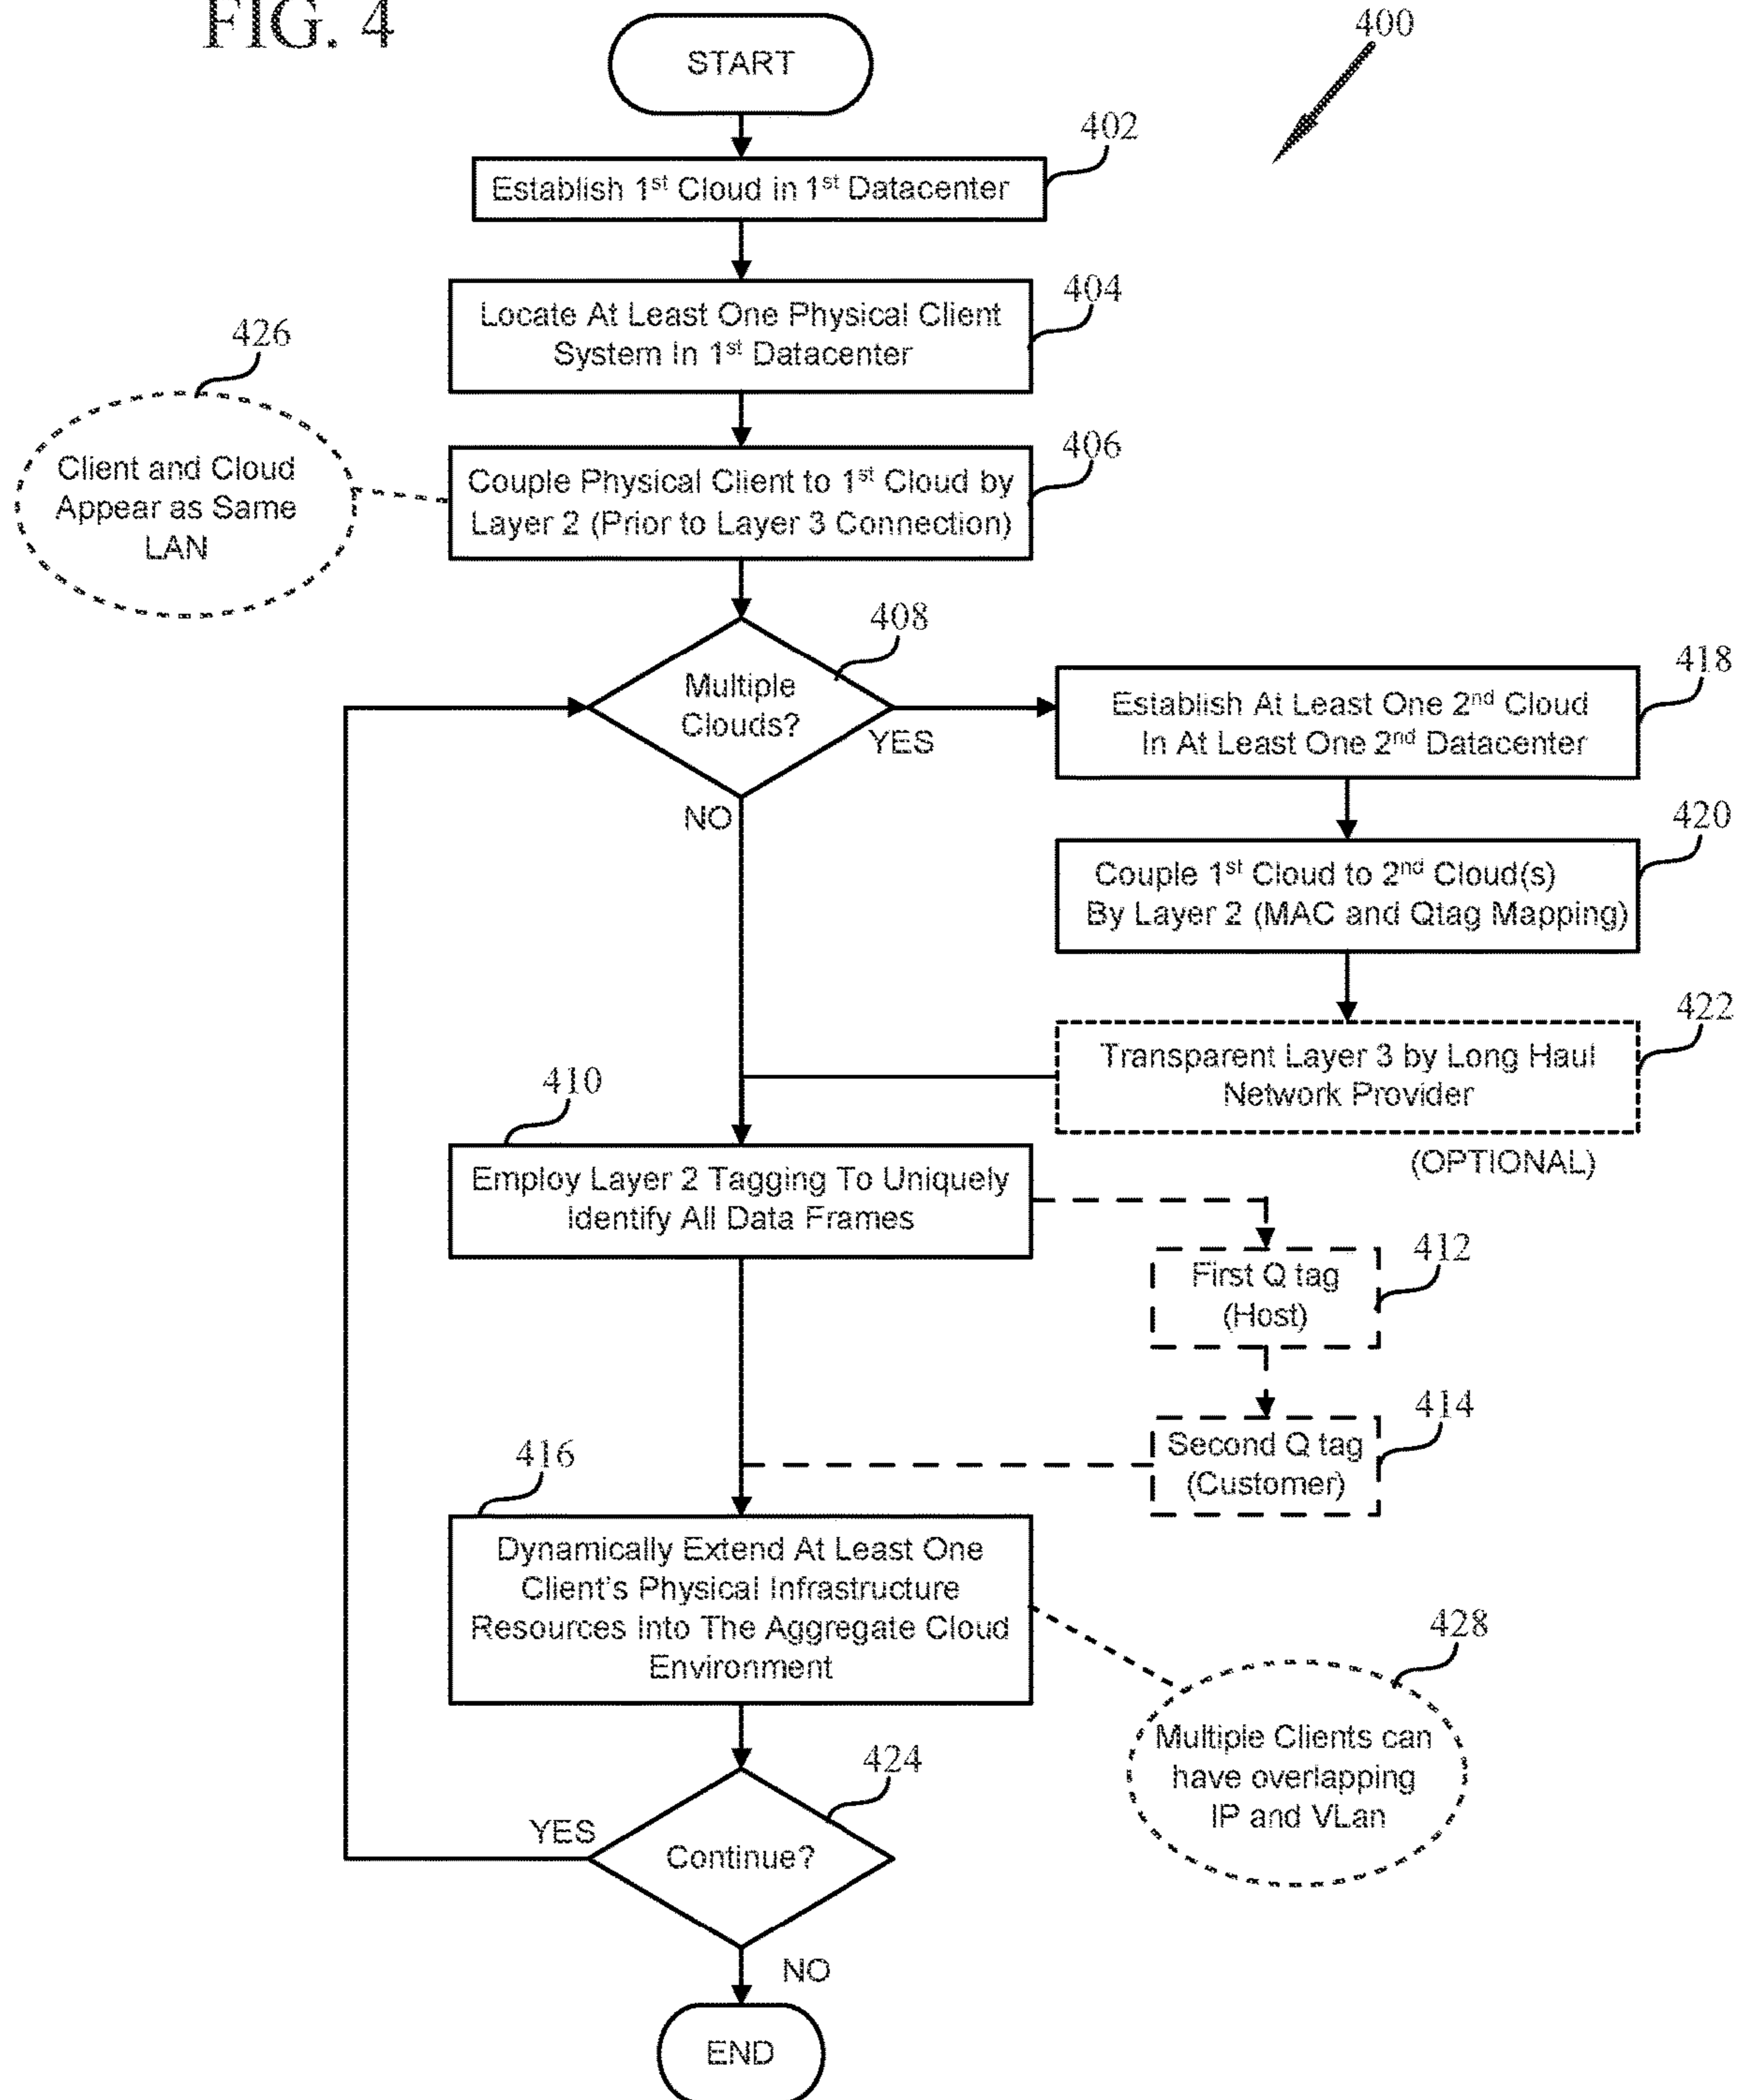 FIG. 4
400
START
402
Establish 1st Cloud in 1st Datacenter
404
Locate At Least One Physical Client
System In 1st Datacenter
426
Client and Cloud
Appear as Same
LAN
406
Couple Physical Client to 1st Cloud by
Layer 2 (Prior to Layer 3 Connection)
408
Multiple
Clouds?
YES
NO
418
Establish At Least One 2nd Cloud
In At Least One 2nd Datacenter
420
Couple 1st Cloud to 2nd Cloud(s)
By Layer 2 (MAC and Qtag Mapping)
422
Transparent Layer 3 by Long Haul
Network Provider
(OPTIONAL)
410
Employ Layer 2 Tagging To Uniquely
Identify All Data Frames
412
First Q tag
(Host)
414
Second Q tag
(Customer)
416
Dynamically Extend At Least One
Client's Physical Infrastructure
Resources Into The Aggregate Cloud
Environment
428
Multiple Clients can
have overlapping
IP and VLan
424
Continue?
YES
NO
END